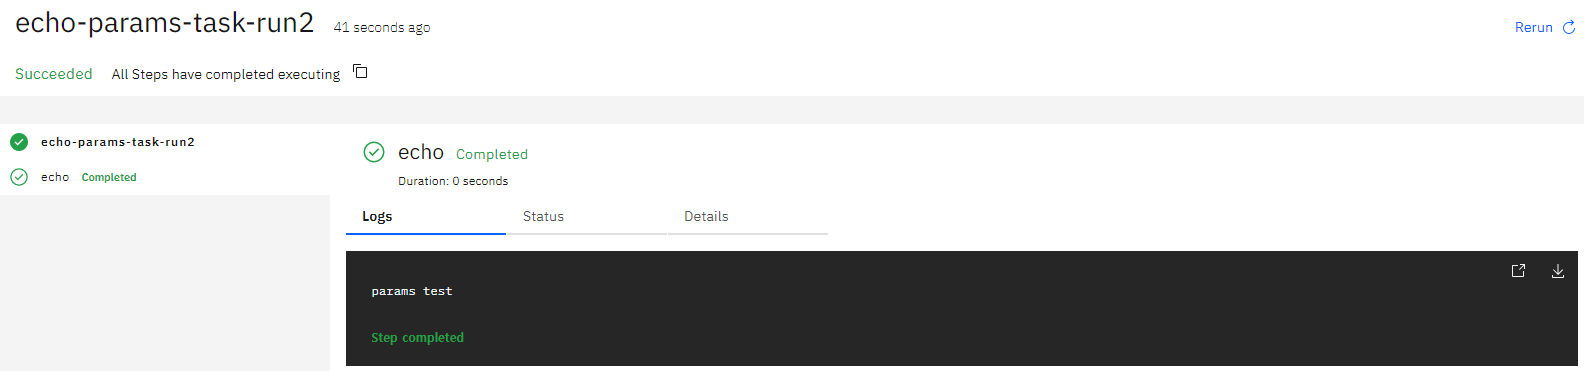 echo-params-task-run2 41 seconds ago Rerun
Succeeded All Steps have completed executing
echo-params-task-run2
echo Completed
echo Completed
Duration: 0 seconds
Logs Status Details
params test
Step completed